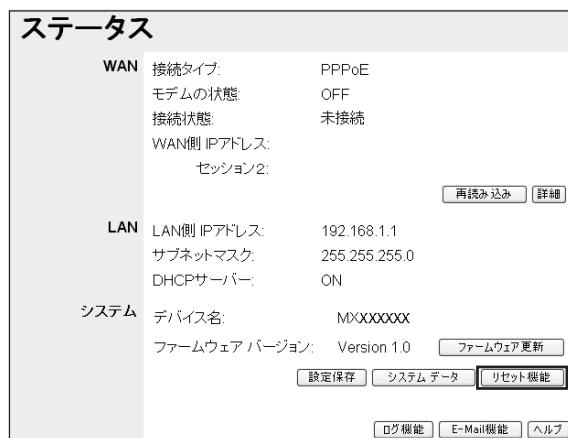 ステータス
WAN 接続タイプ: PPPoE
モデムの状態: OFF
接続状態: 未接続
WAN側 IPアドレス:
セッション2:
再読み込み 詳細
LAN LAN側 IPアドレス: 192.168.1.1
サブネットマスク: 255.255.255.0
DHCPサーバー: ON
システム デバイス名: MXXXXXXX
ファームウェア バージョン: Version 1.0 ファームウェア更新
設定保存 システム データ リセット機能
ログ機能 E-Mail機能 ヘルプ